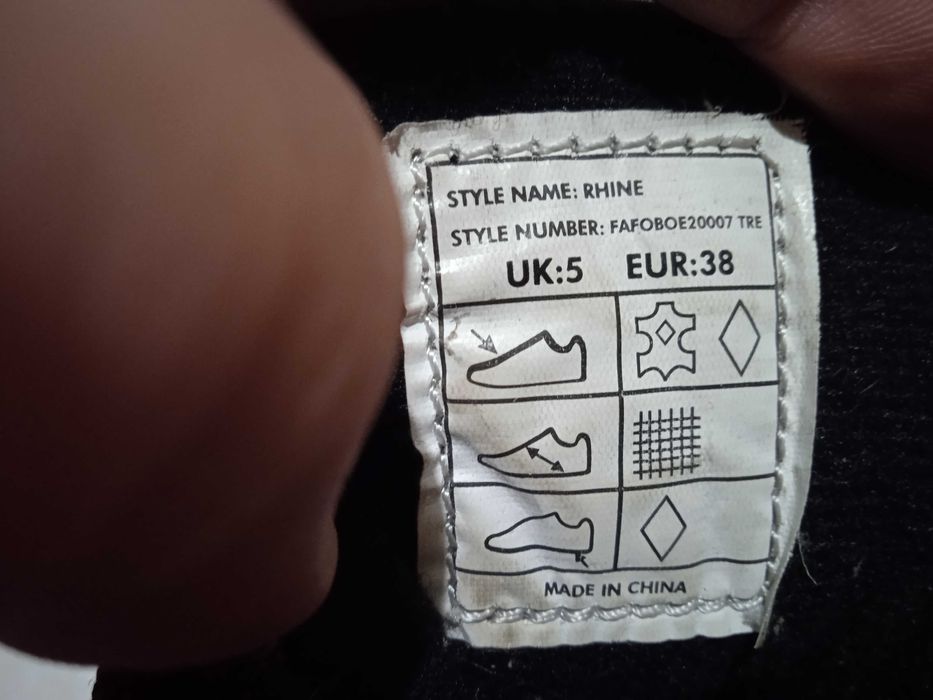 STYLE NAME: RHINE
STYLE NUMBER: FAFOBOE20007 TRE
UK:5 EUR:38
MADE IN CHINA